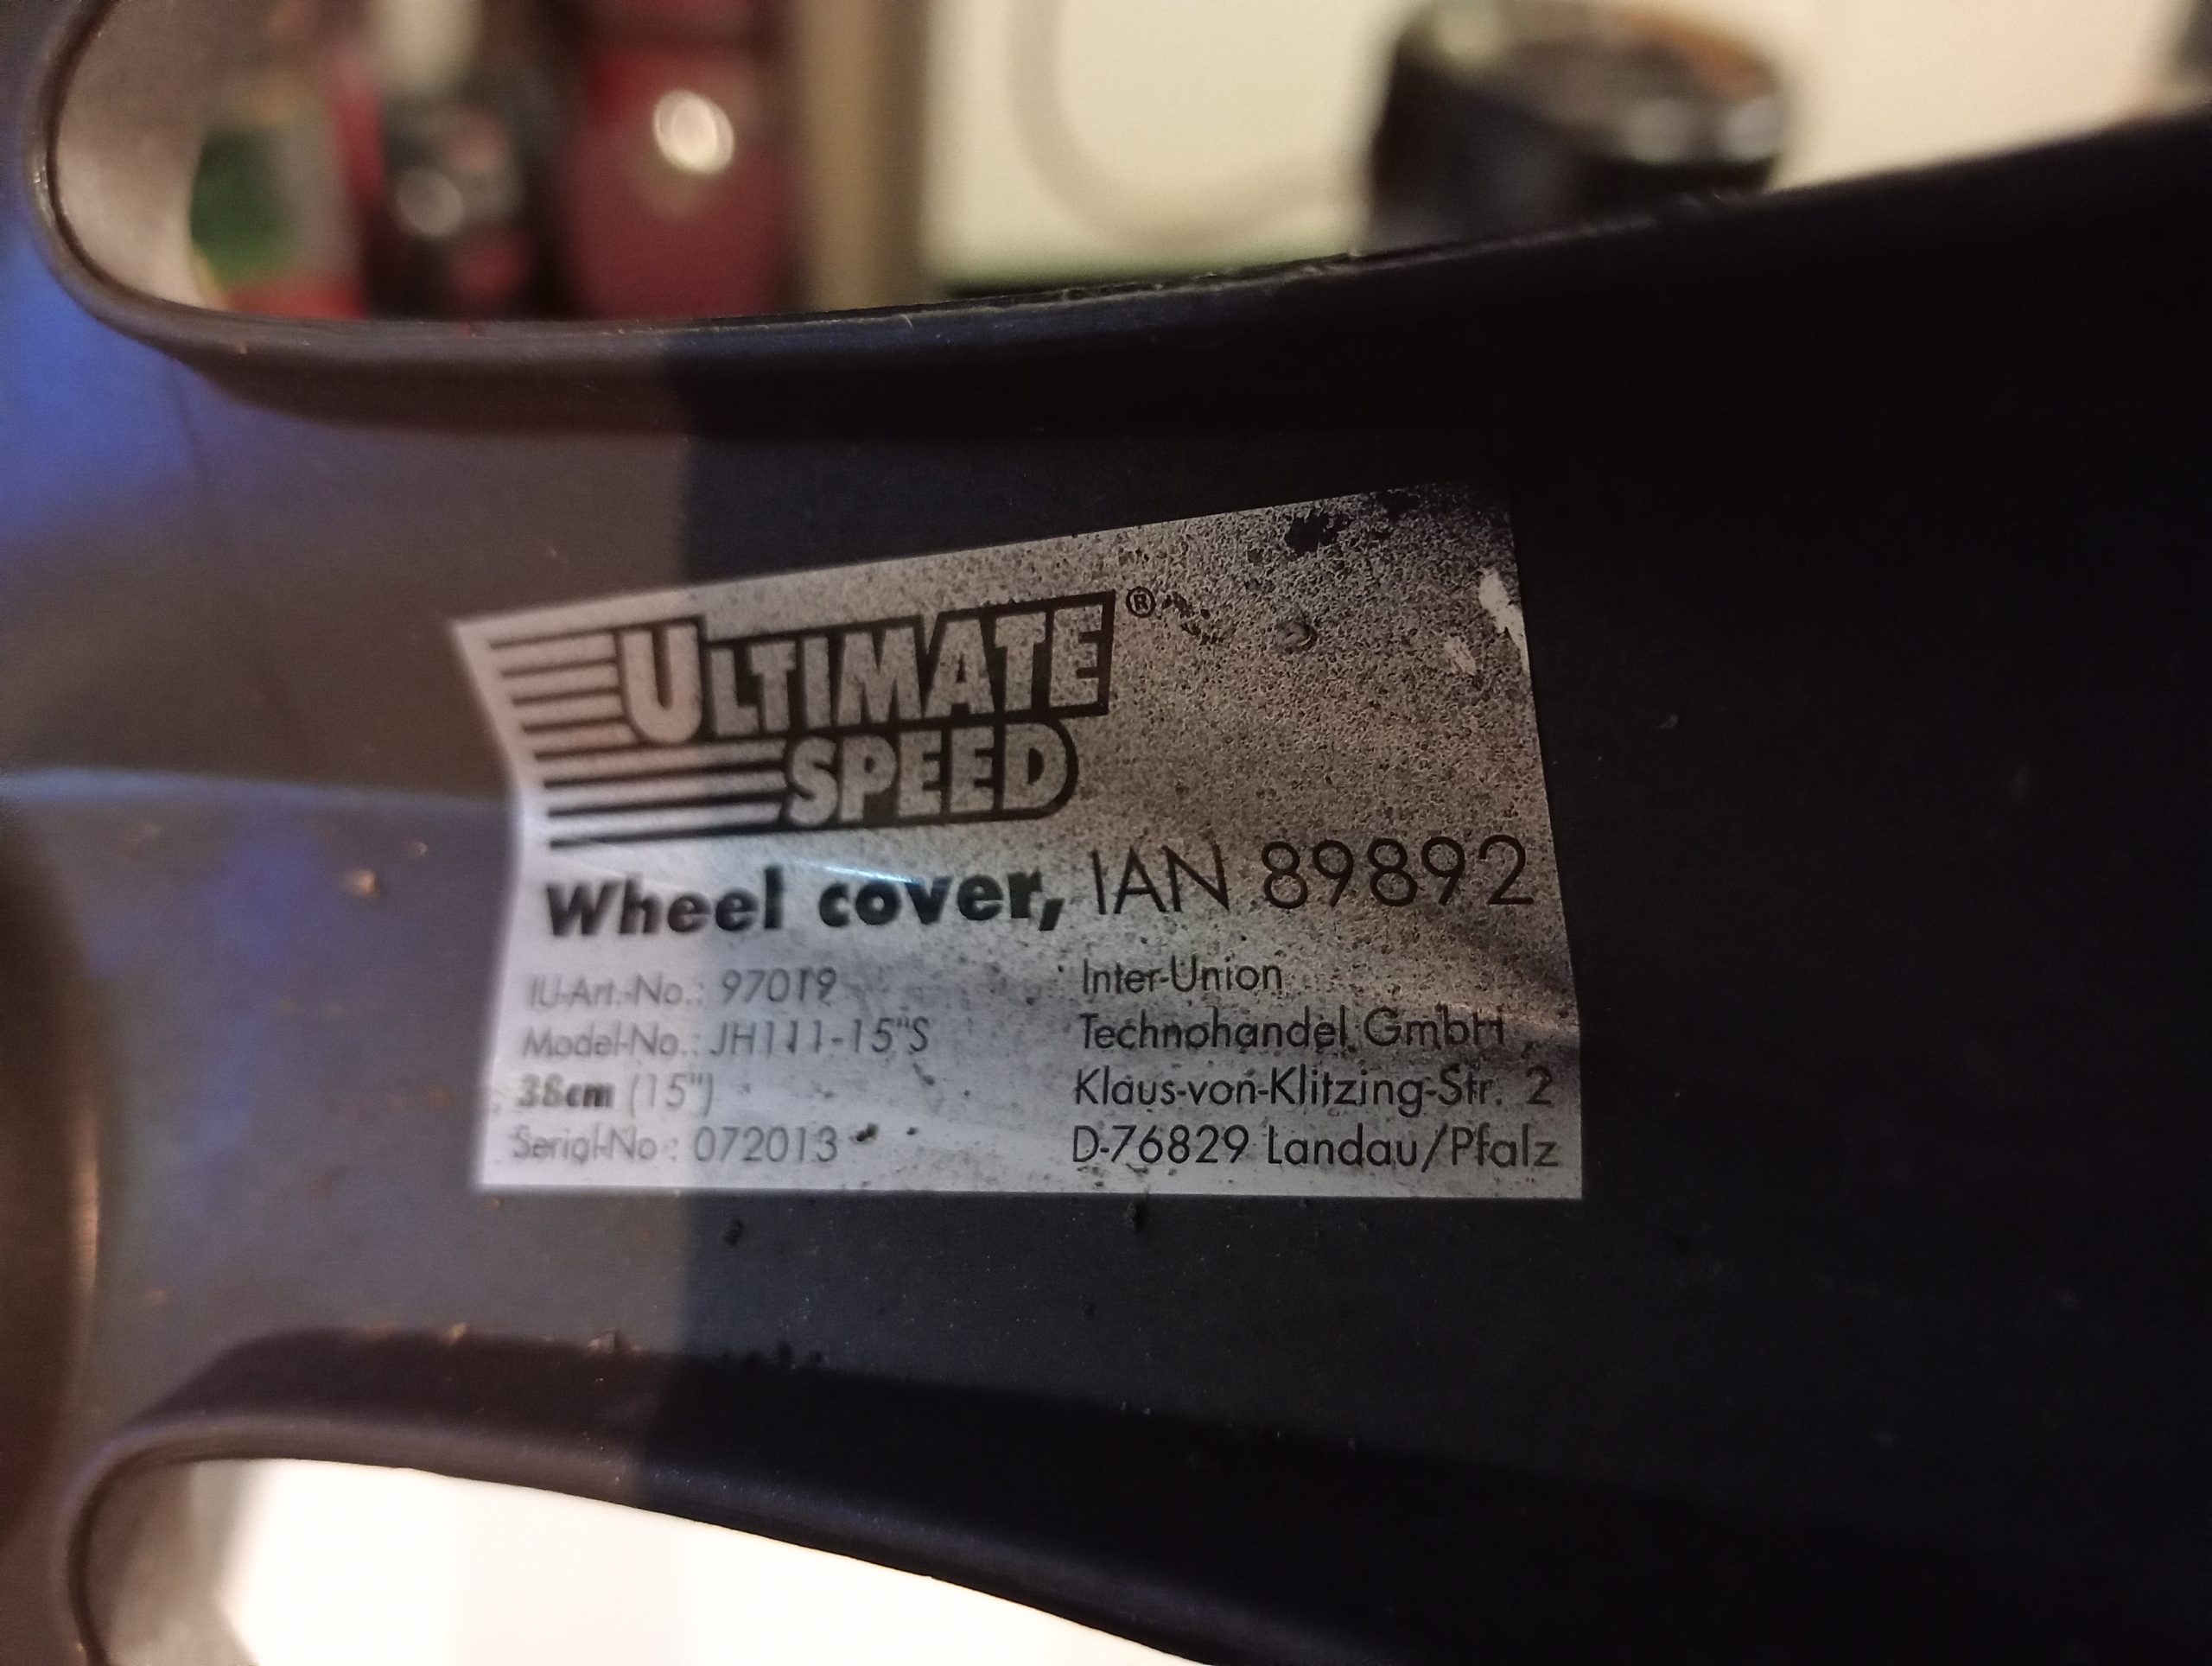 ULTIMATE ®
SPEED
Wheel cover, IAN 89892
IU-Art.-No.: 97019
Model-No.: JH111-15"S
38cm (15")
Serial-No.: 072013
Inter-Union
Technohandel GmbH
Klaus-von-Klitzing-Str. 2
D-76829 Landau/Pfalz